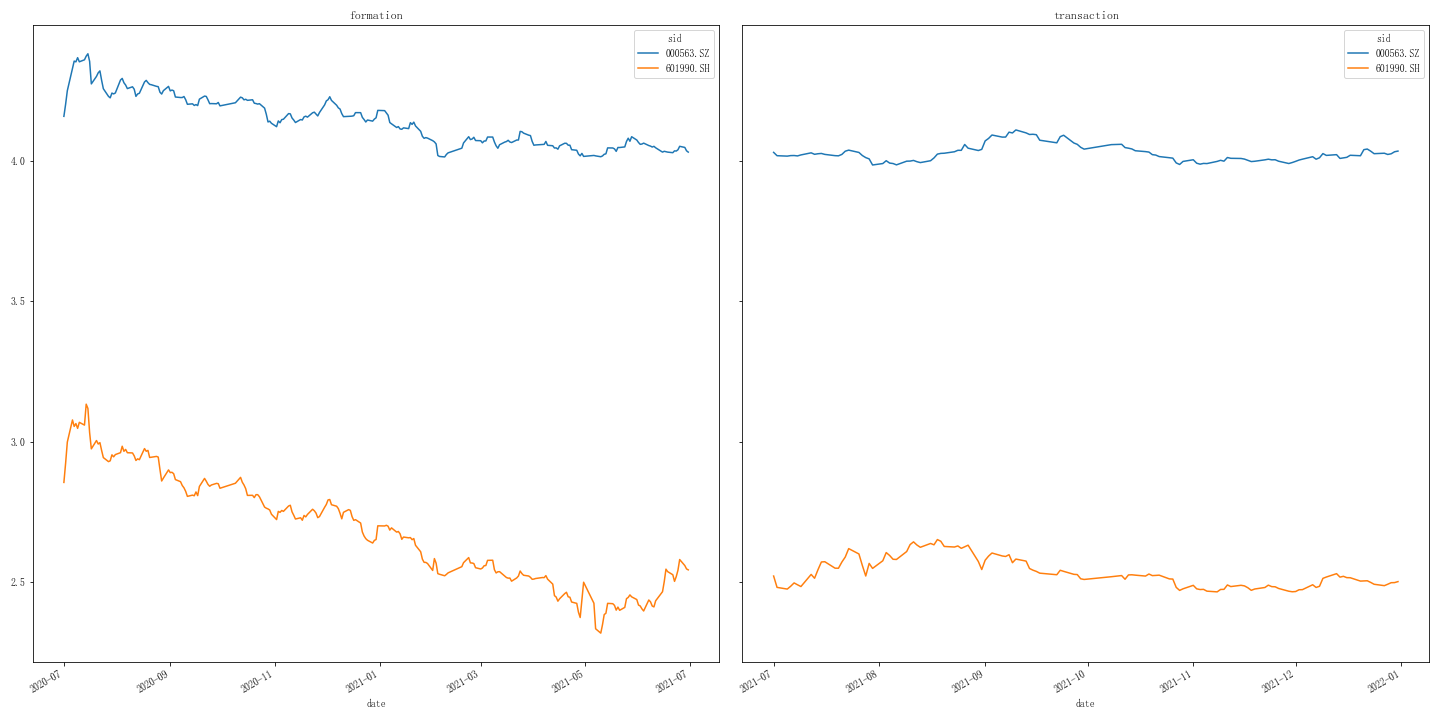 formation
sid
000563.SZ
601990.SH
4.0
3.5
3.0
2.5
2020-07
2020-09
2020-11
2021-01
2021-03
2021-05
2021-07
date
transaction
sid
000563.SZ
601990.SH
2021-07
2021-08
2021-09
2021-10
2021-11
2021-12
2022-01
date